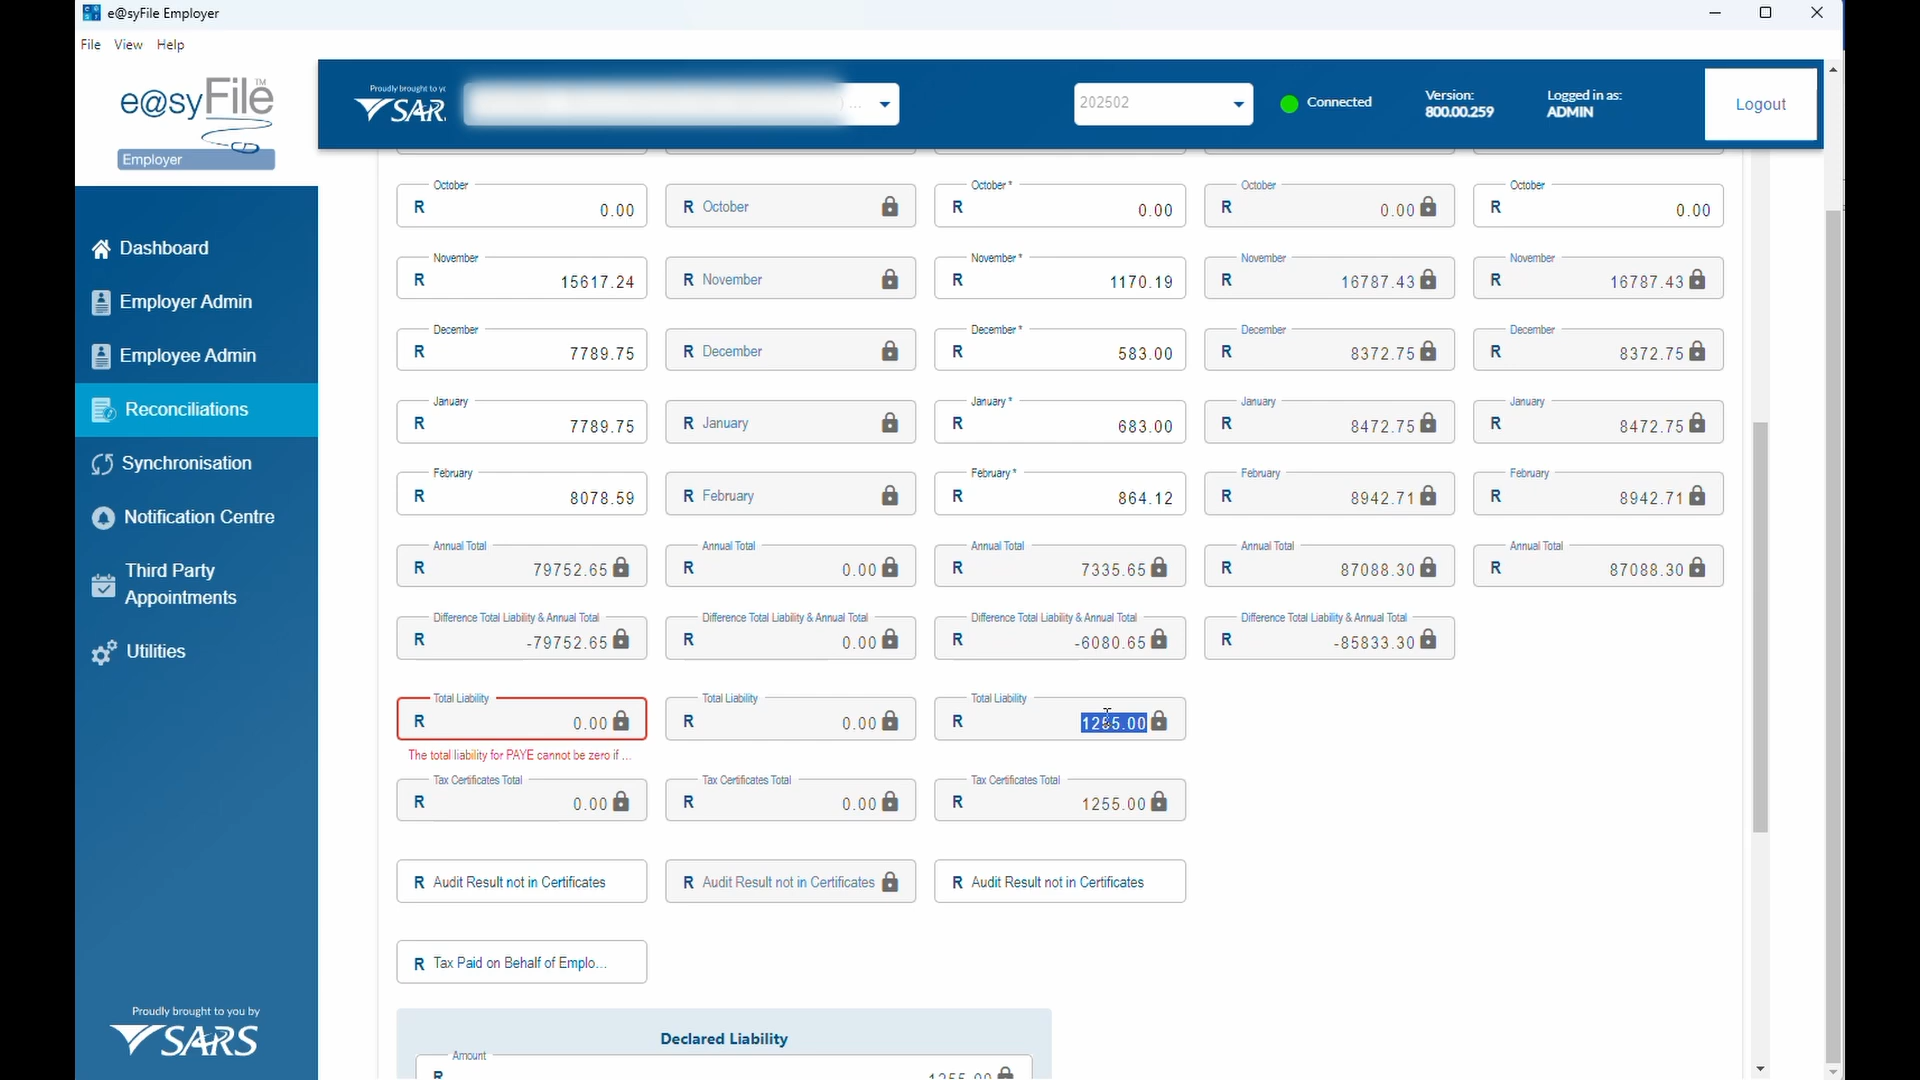 e@syFile Employer
File View Help
e@syFile™
Employer
Proudly brought to yo
SAR
...
202502
Connected
Version:
800.00.259
Logged in as:
ADMIN
Logout
Dashboard
Employer Admin
Employee Admin
Reconciliations
Synchronisation
Notification Centre
Third Party
Appointments
Utilities
Proudly brought to you by
SARS
October October * October October
R 0.00 R October R 0.00 R 0.00 R 0.00
November November * November November
R 15617.24 R November R 1170.19 R 16787.43 R 16787.43
December December * December December
R 7789.75 R December R 583.00 R 8372.75 R 8372.75
January January * January January
R 7789.75 R January R 683.00 R 8472.75 R 8472.75
February February * February February
R 8078.59 R February R 864.12 R 8942.71 R 8942.71
Annual Total Annual Total Annual Total Annual Total Annual Total
R 79752.65 R 0.00 R 7335.65 R 87088.30 R 87088.30
Difference Total Liability & Annual Total Difference Total Liability & Annual Total Difference Total Liability & Annual Total Difference Total Liability & Annual Total
R -79752.65 R 0.00 R -6080.65 R -85833.30
Total Liability Total Liability Total Liability
R 0.00 R 0.00 R 1255.00
The total liability for PAYE cannot be zero if ...
Tax Certificates Total Tax Certificates Total Tax Certificates Total
R 0.00 R 0.00 R 1255.00
R Audit Result not in Certificates R Audit Result not in Certificates R Audit Result not in Certificates
R Tax Paid on Behalf of Emplo...
Declared Liability
Amount
R 1255.00